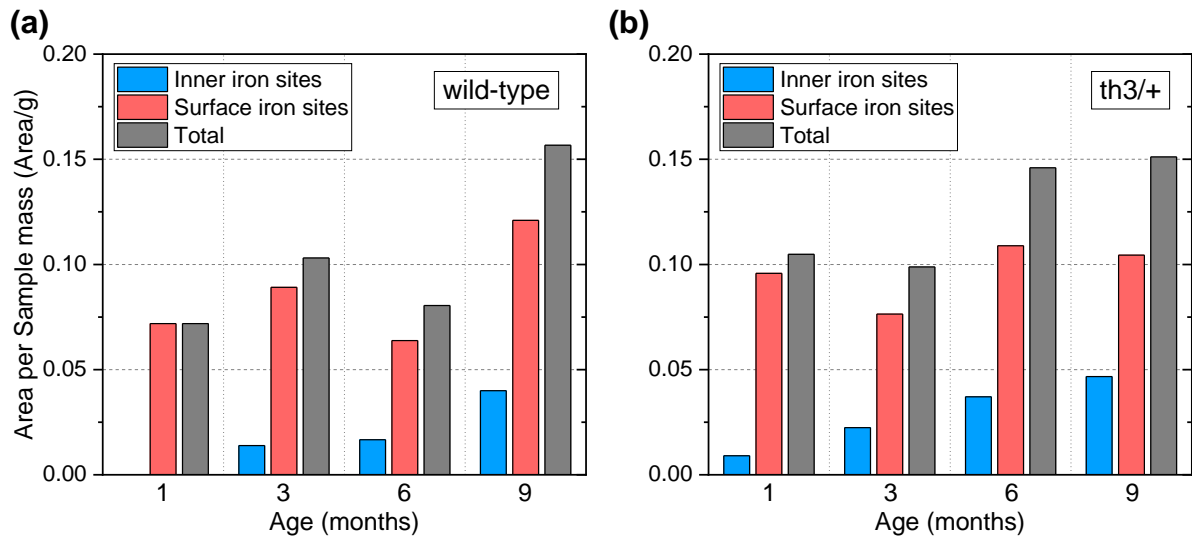 (a)
Area per Sample mass (Area/g)
0.20
0.15
0.10
0.05
0.00
Inner iron sites
Surface iron sites
Total
wild-type
1 3 6 9
Age (months)
(b)
0.20
0.15
0.10
0.05
0.00
Inner iron sites
Surface iron sites
Total
th3/+
1 3 6 9
Age (months)